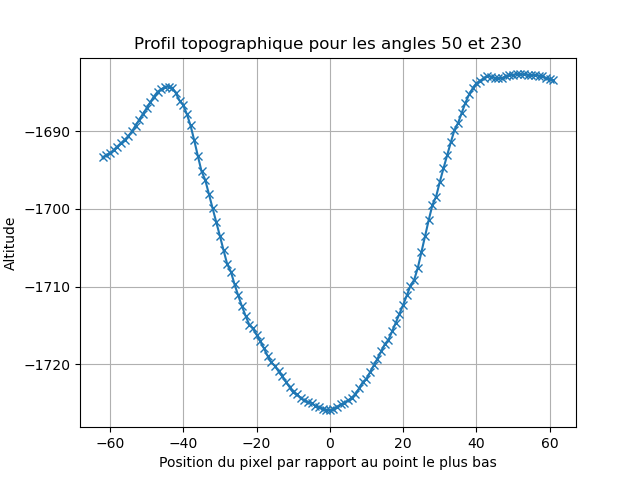 Profil topographique pour les angles 50 et 230
Altitude
−1690
−1700
−1710
−1720
−60 −40 −20 0 20 40 60
Position du pixel par rapport au point le plus bas